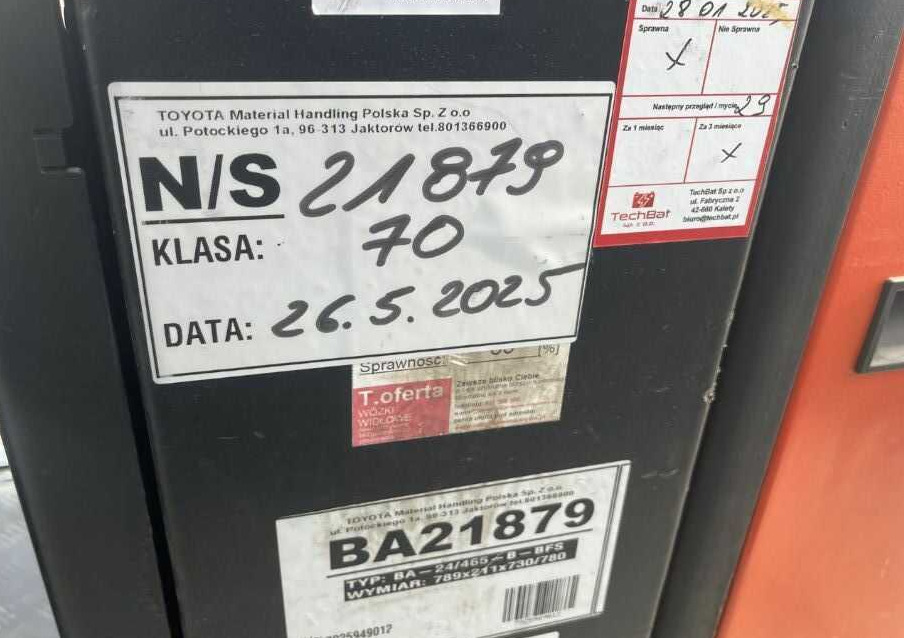 Data 28 01 2025
Sprawna Nie Sprawna
X
Następny przegląd / mycie 29
Za 1 miesiąc Za 3 miesiące
X
TechBat
TechBat Sp z o.o
ul. Fabryczna 2
42-660 Kalety
biuro@techbat.pl
TOYOTA Material Handling Polska Sp. Z o.o
ul. Potockiego 1a, 96-313 Jaktorów tel.801366900
N/S 21879
KLASA: 70
DATA: 26.5.2025
Sprawność: [%]
T.oferta
WÓZKI
WIDŁOWE
Zawsze blisko Ciebie
TOYOTA Material Handling Polska Sp. Z o.o
ul. Potockiego 1a, 96-313 Jaktorów tel.801366900
BA21879
TYP: BA-24/465-B-BFS
WYMIAR: 789x211x730/780